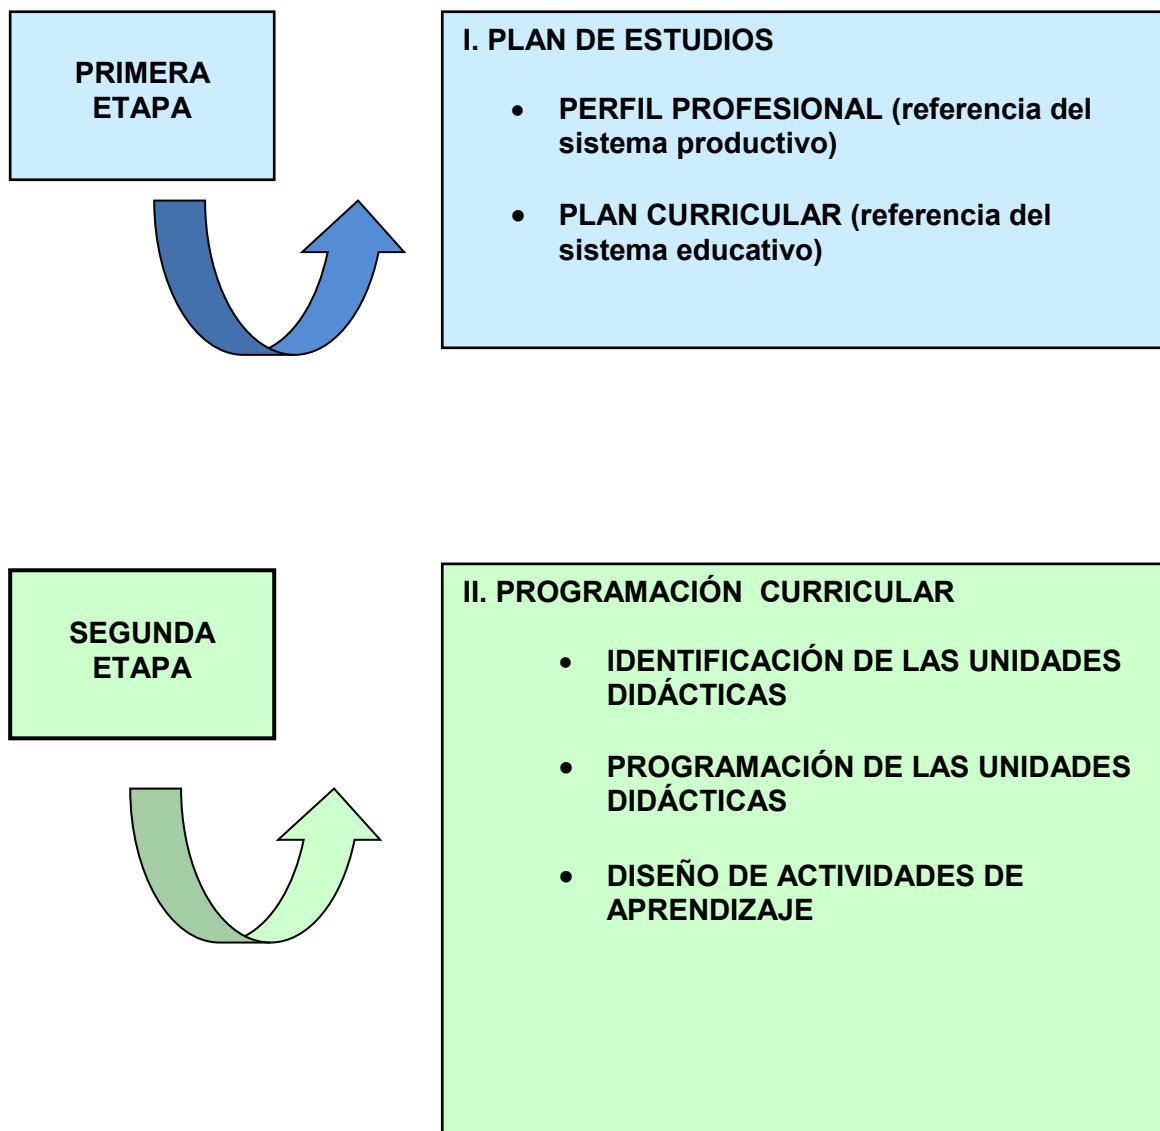 PRIMERA
ETAPA
I. PLAN DE ESTUDIOS
• PERFIL PROFESIONAL (referencia del
sistema productivo)
• PLAN CURRICULAR (referencia del
sistema educativo)
SEGUNDA
ETAPA
II. PROGRAMACIÓN  CURRICULAR
• IDENTIFICACIÓN DE LAS UNIDADES
DIDÁCTICAS
• PROGRAMACIÓN DE LAS UNIDADES
DIDÁCTICAS
• DISEÑO DE ACTIVIDADES DE
APRENDIZAJE